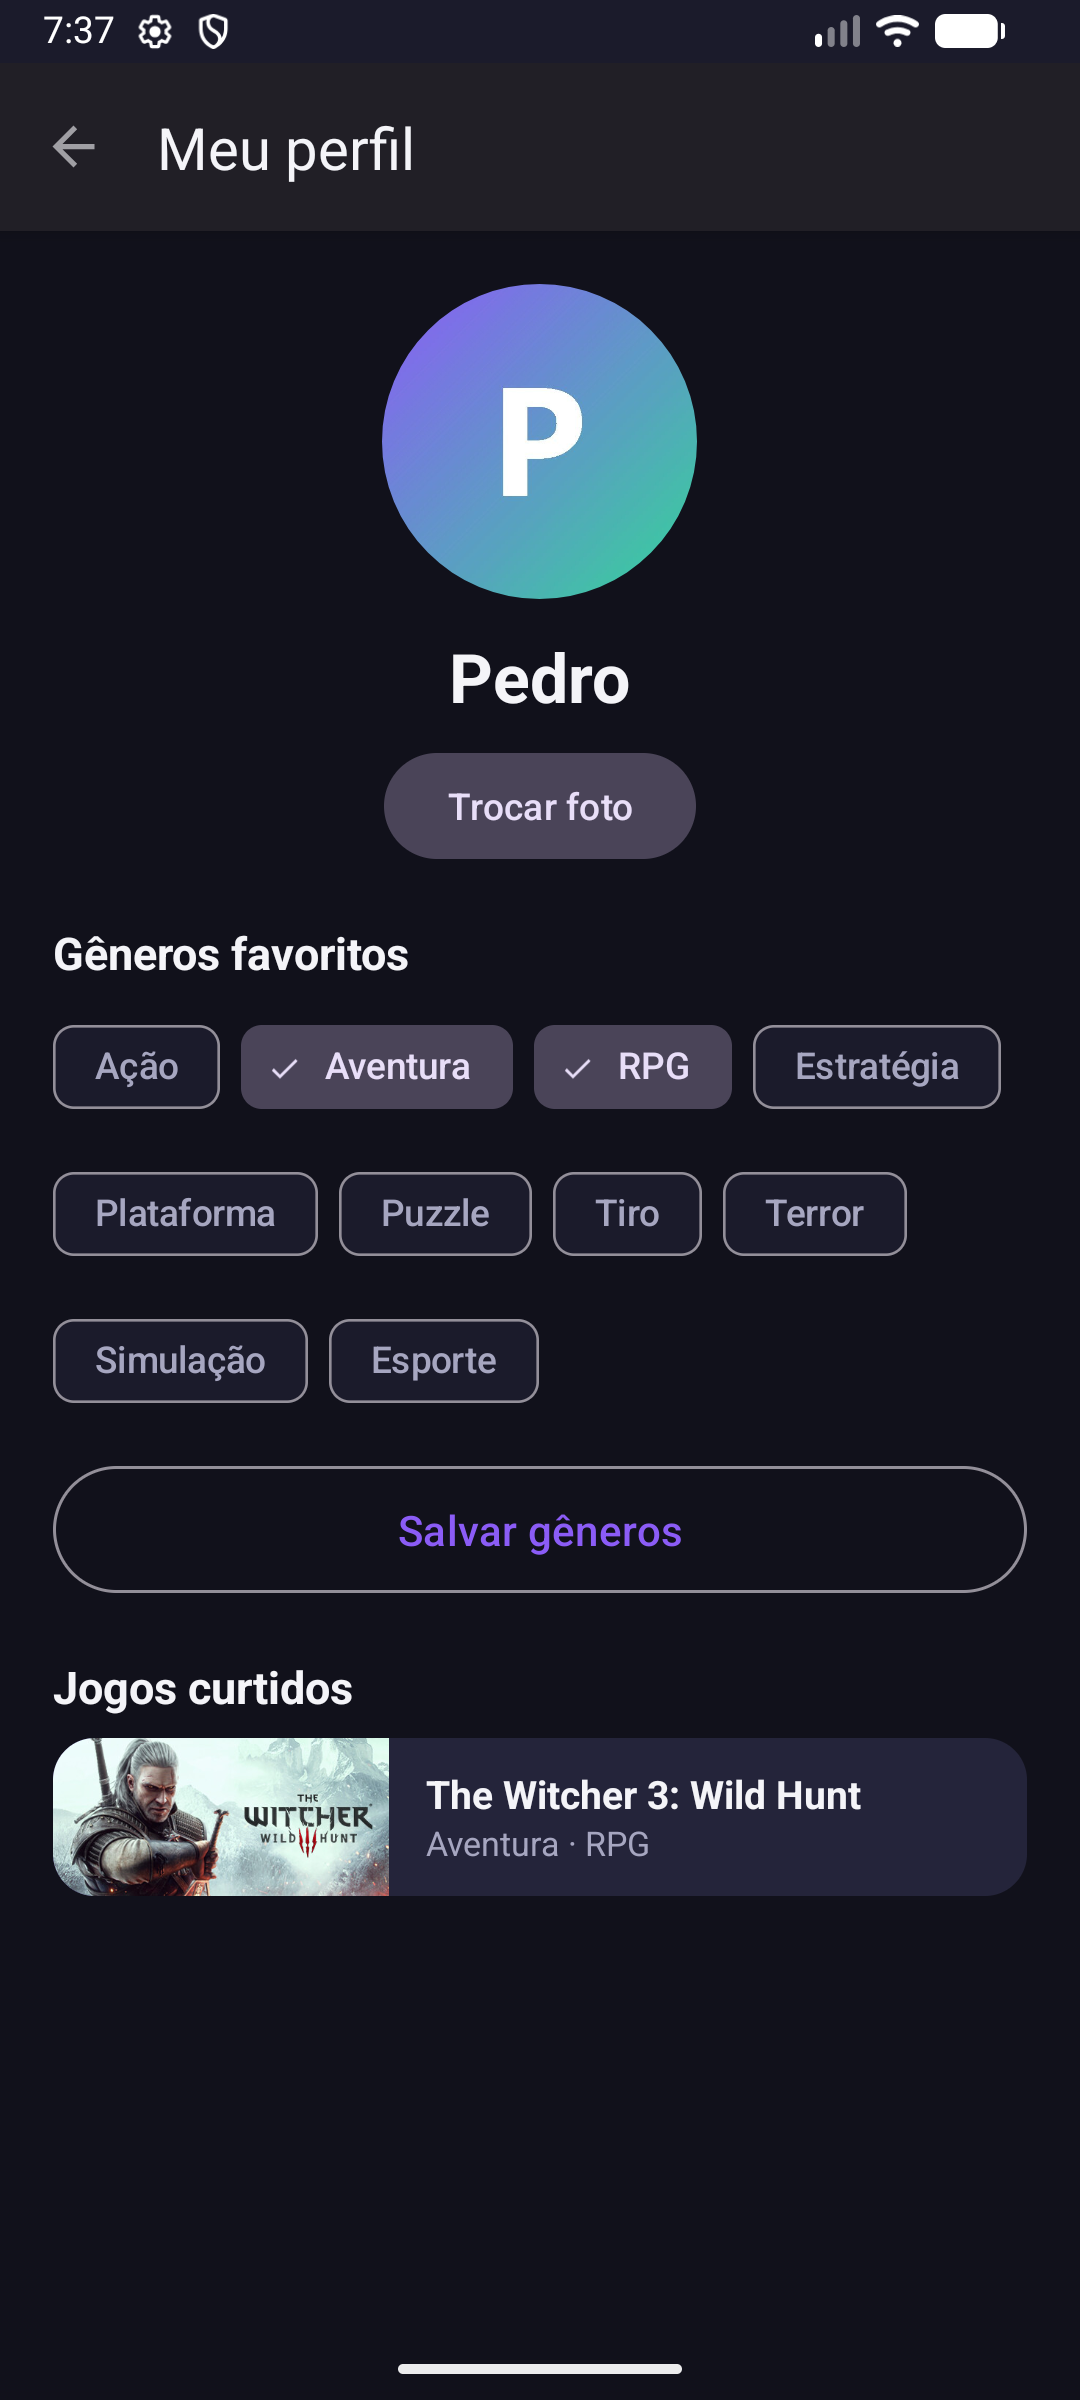 7:37
Meu perfil
P
Pedro
Trocar foto
Gêneros favoritos
Ação Aventura RPG Estratégia
Plataforma Puzzle Tiro Terror
Simulação Esporte
Salvar gêneros
Jogos curtidos
THE
WITCHER
WILD HUNT
The Witcher 3: Wild Hunt
Aventura · RPG